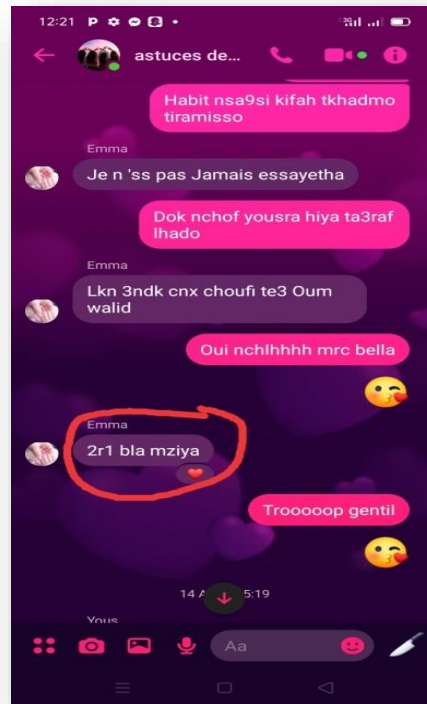 12:21
astuces de...
Habit nsa9si kifah tkhadmo
tiramisso
Emma
Je n 'ss pas Jamais essayetha
Dok nchof yousra hiya ta3raf
lhado
Emma
Lkn 3ndk cnx choufi te3 Oum
walid
Oui nchlhhhh mrc bella
Emma
2r1 bla mziya
Trooooop gentil
14 A 5:19
Yous
Aa